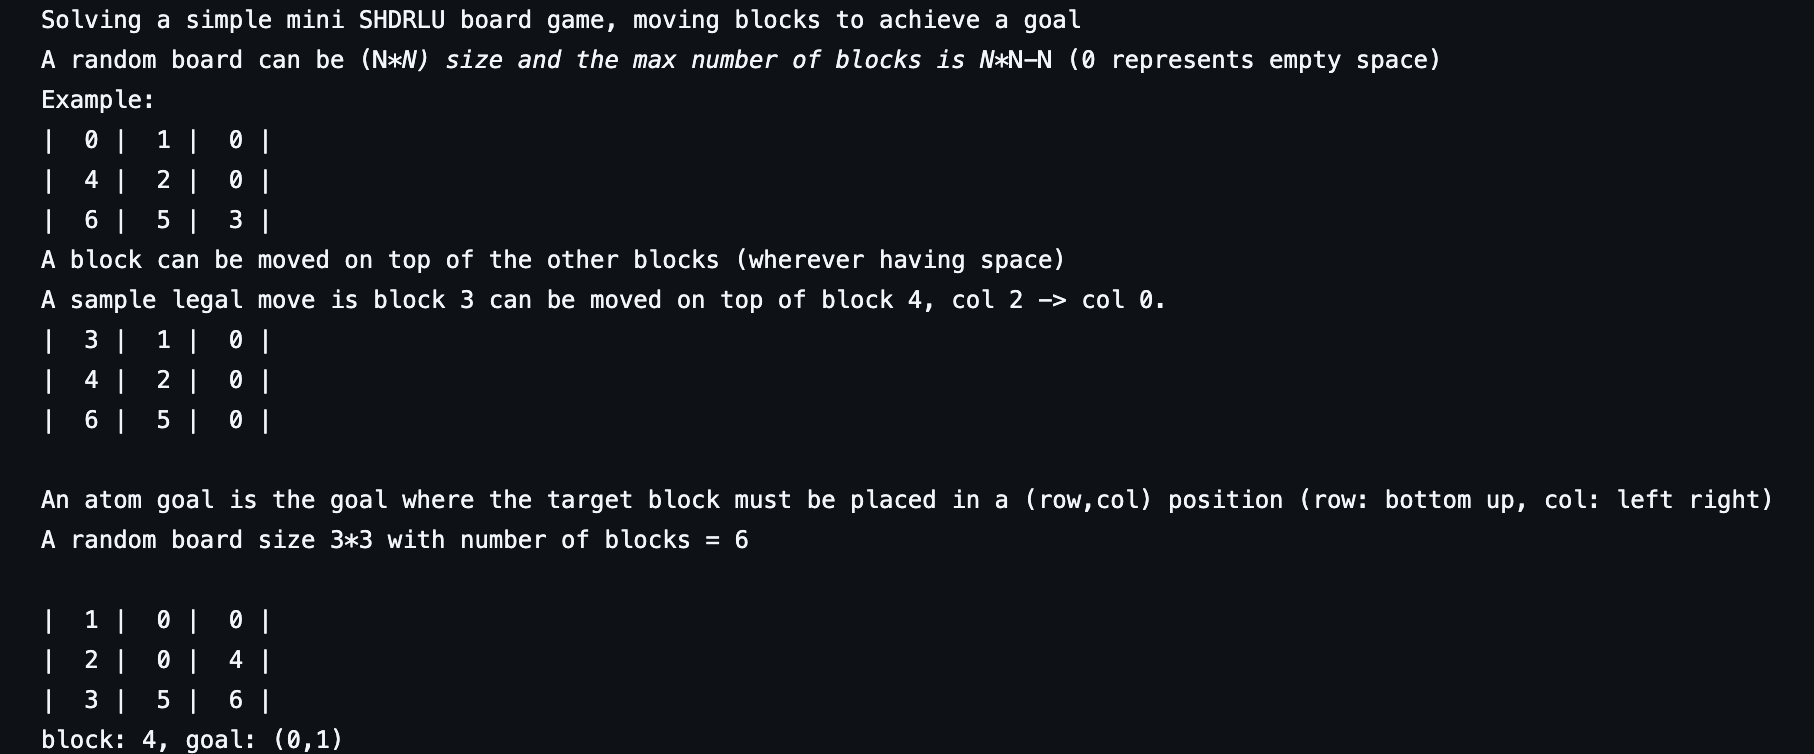 Solving a simple mini SHDRLU board game, moving blocks to achieve a goal
A random board can be (N*N) size and the max number of blocks is N*N-N (0 represents empty space)
Example:
|  0 |  1 |  0 |
|  4 |  2 |  0 |
|  6 |  5 |  3 |
A block can be moved on top of the other blocks (wherever having space)
A sample legal move is block 3 can be moved on top of block 4, col 2 -> col 0.
|  3 |  1 |  0 |
|  4 |  2 |  0 |
|  6 |  5 |  0 |
An atom goal is the goal where the target block must be placed in a (row,col) position (row: bottom up, col: left right)
A random board size 3*3 with number of blocks = 6
|  1 |  0 |  0 |
|  2 |  0 |  4 |
|  3 |  5 |  6 |
block: 4, goal: (0,1)